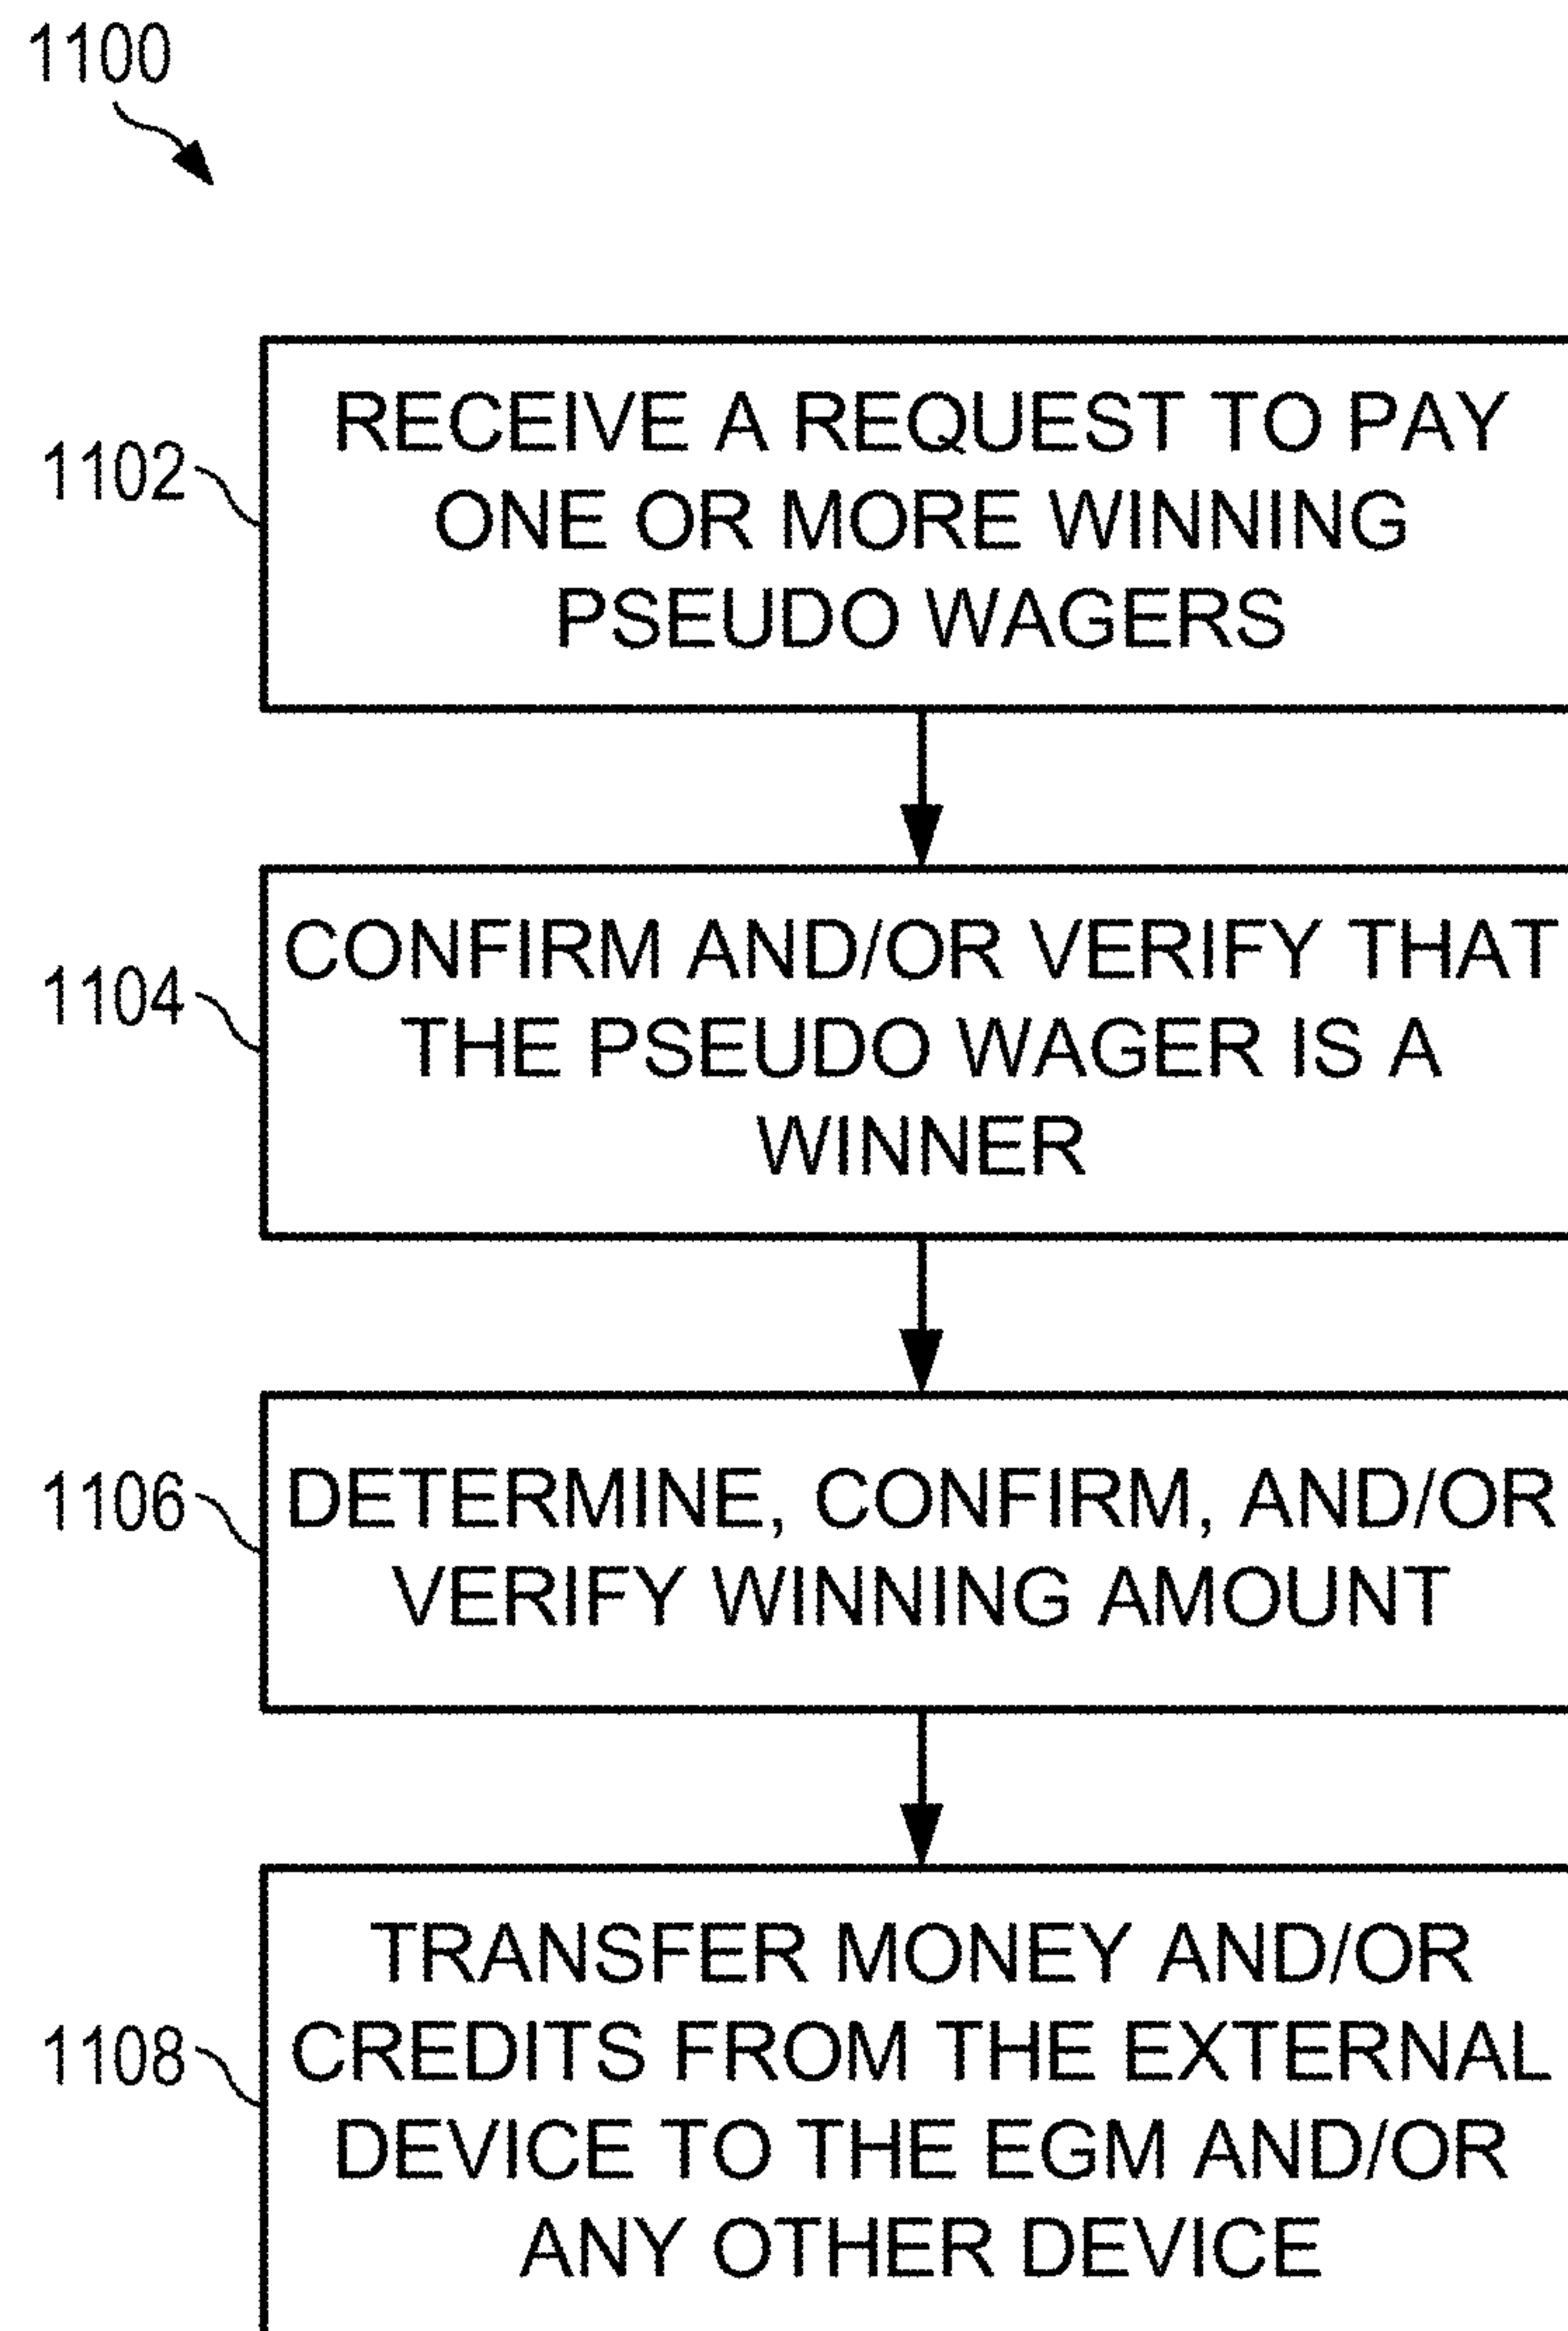 1100
1102
RECEIVE A REQUEST TO PAY
ONE OR MORE WINNING
PSEUDO WAGERS
1104
CONFIRM AND/OR VERIFY THAT
THE PSEUDO WAGER IS A
WINNER
1106
DETERMINE, CONFIRM, AND/OR
VERIFY WINNING AMOUNT
1108
TRANSFER MONEY AND/OR
CREDITS FROM THE EXTERNAL
DEVICE TO THE EGM AND/OR
ANY OTHER DEVICE